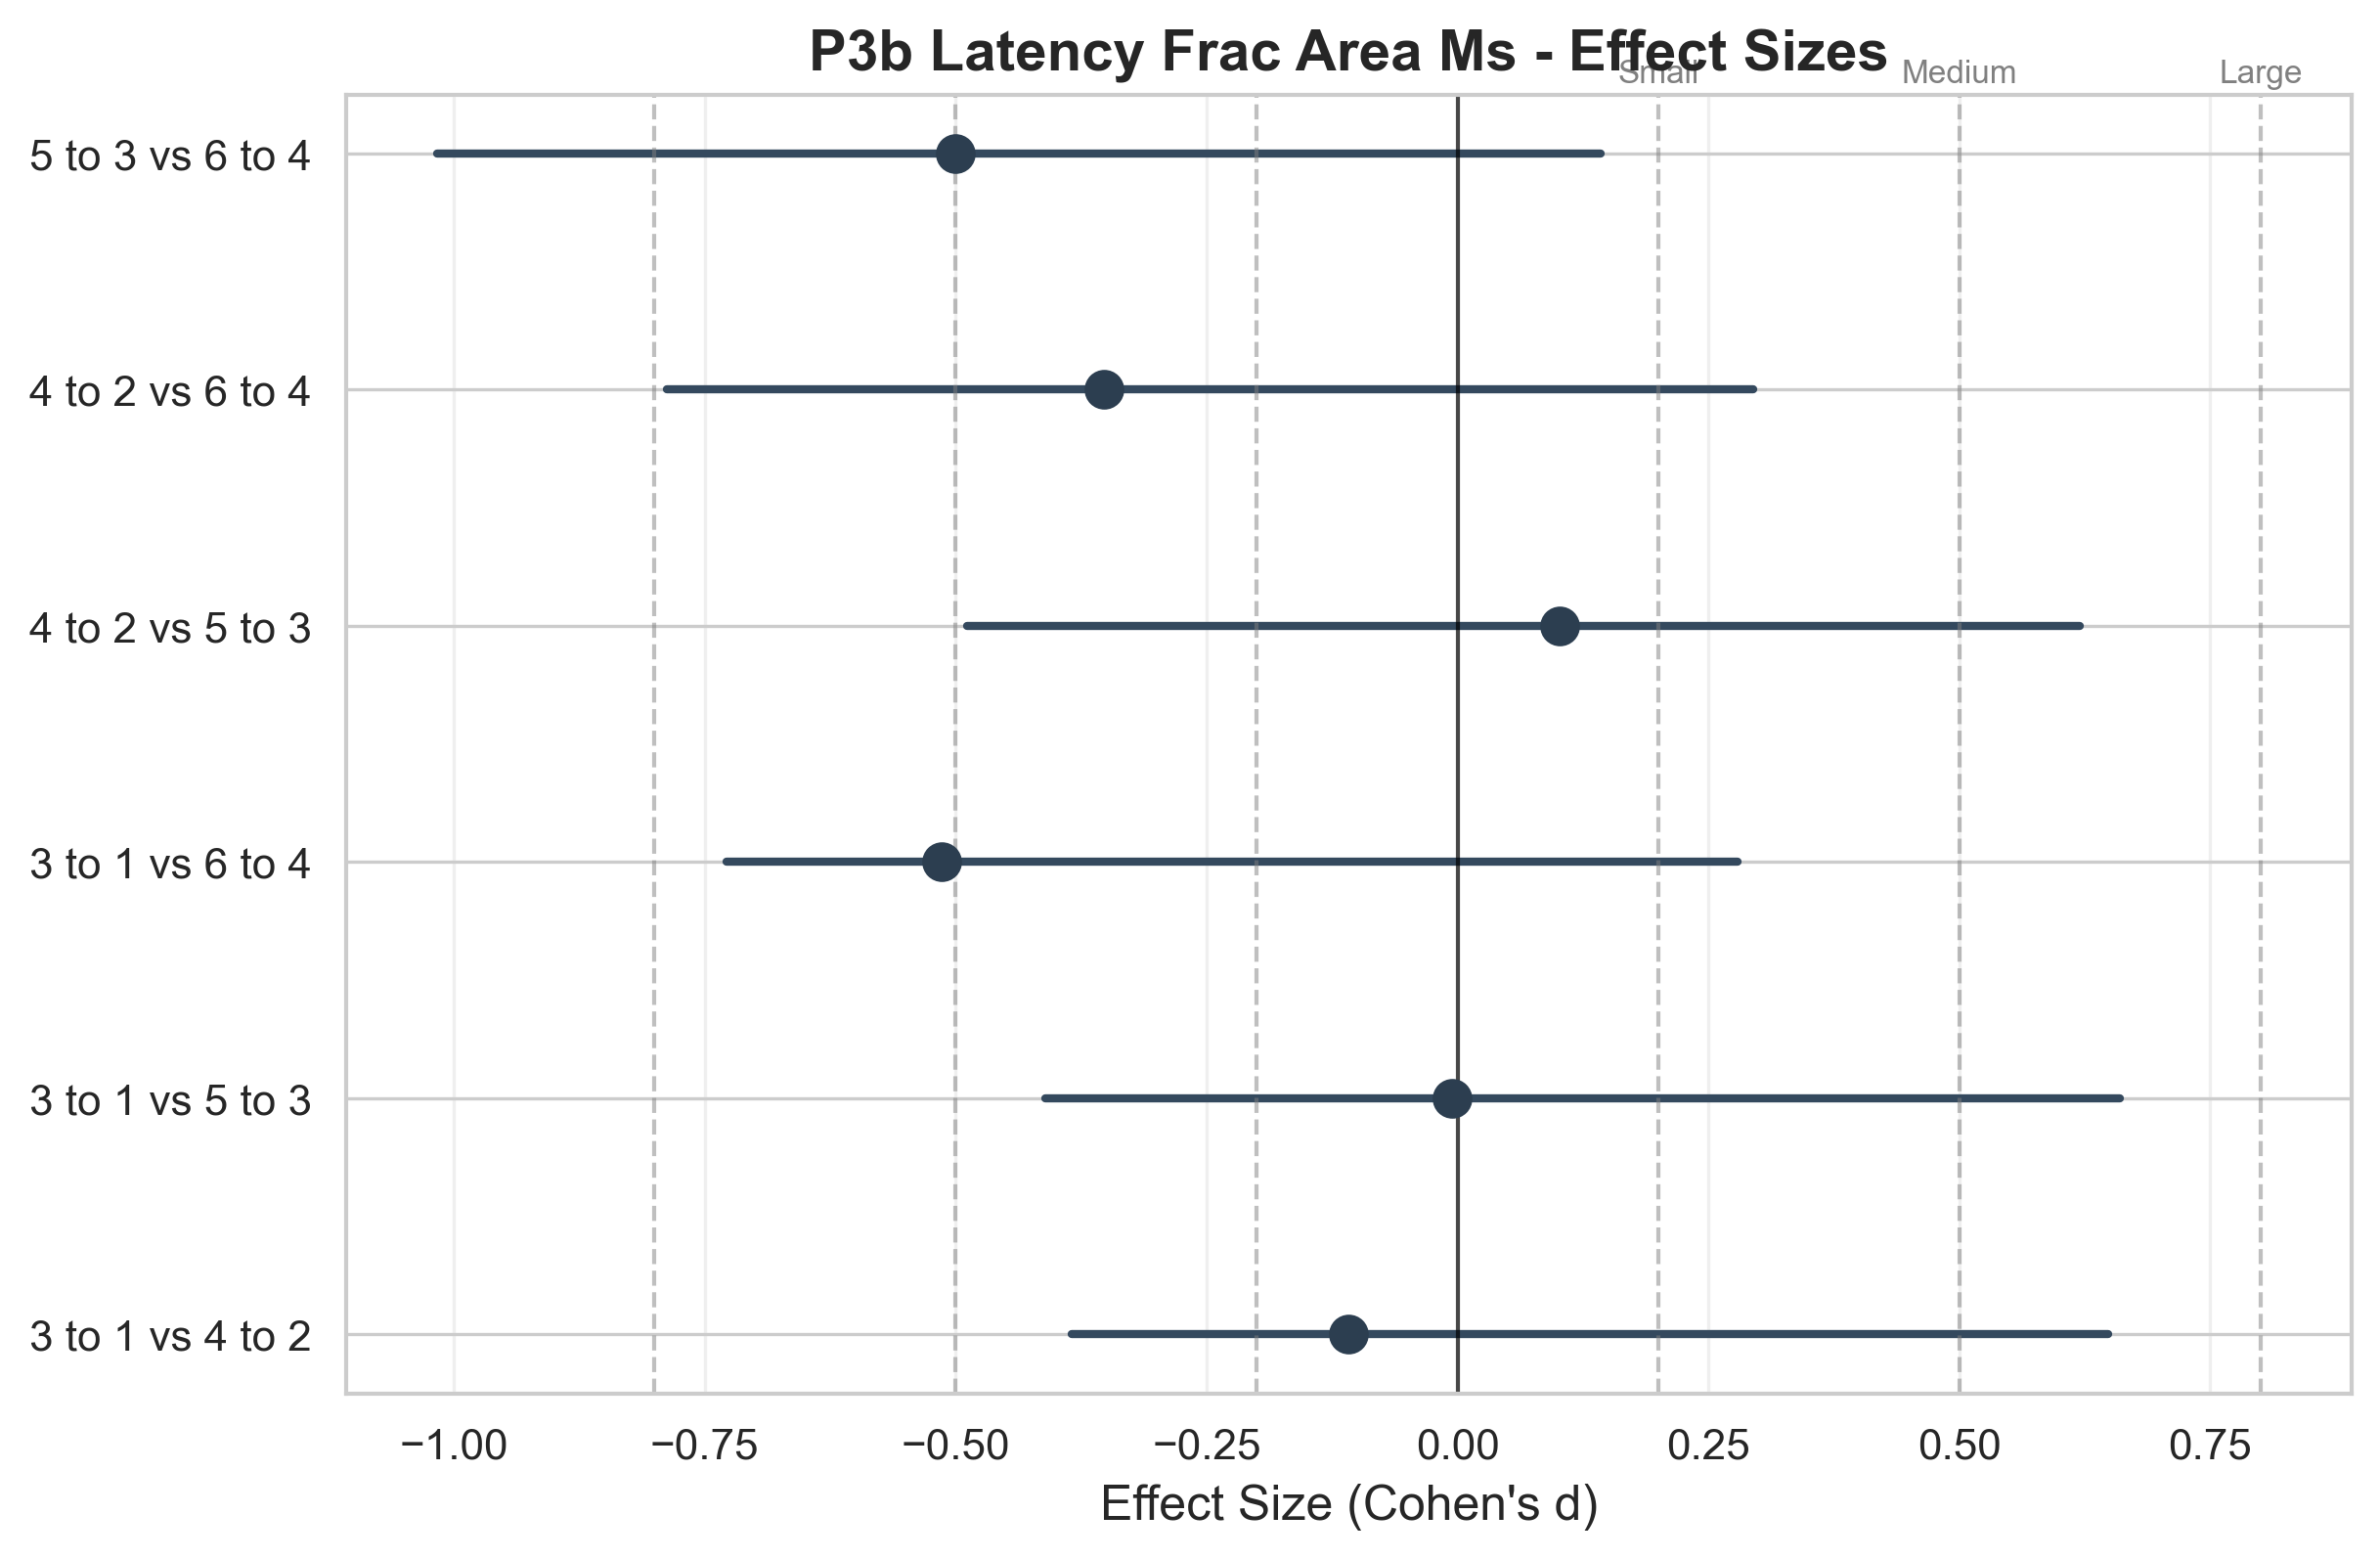 P3b Latency Frac Area Ms - Effect Sizes
Small Medium Large
5 to 3 vs 6 to 4
4 to 2 vs 6 to 4
4 to 2 vs 5 to 3
3 to 1 vs 6 to 4
3 to 1 vs 5 to 3
3 to 1 vs 4 to 2
−1.00 −0.75 −0.50 −0.25 0.00 0.25 0.50 0.75
Effect Size (Cohen's d)